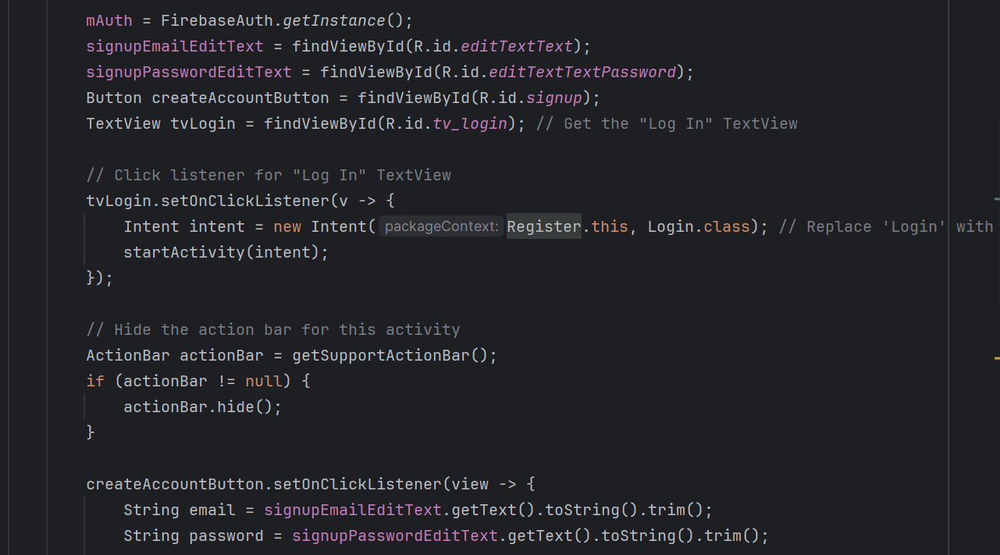 mAuth = FirebaseAuth.getInstance();
signupEmailEditText = findViewById(R.id.editTextText);
signupPasswordEditText = findViewById(R.id.editTextTextPassword);
Button createAccountButton = findViewById(R.id.signup);
TextView tvLogin = findViewById(R.id.tv_login); // Get the "Log In" TextView
// Click listener for "Log In" TextView
tvLogin.setOnClickListener(v -> {
Intent intent = new Intent( packageContext: Register.this, Login.class); // Replace 'Login' with
startActivity(intent);
});
// Hide the action bar for this activity
ActionBar actionBar = getSupportActionBar();
if (actionBar != null) {
actionBar.hide();
}
createAccountButton.setOnClickListener(view -> {
String email = signupEmailEditText.getText().toString().trim();
String password = signupPasswordEditText.getText().toString().trim();